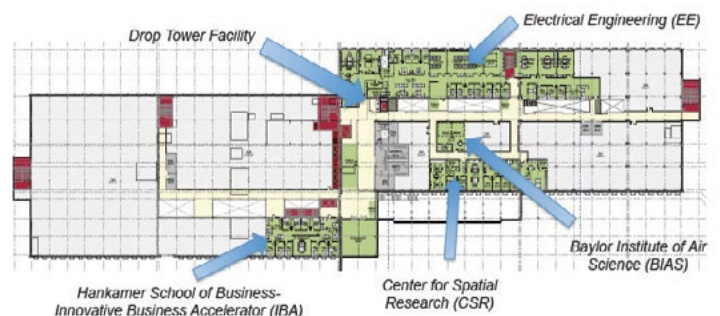 Electrical Engineering (EE)
Drop Tower Facility
Baylor Institute of Air
Science (BIAS)
Center for Spatial
Research (CSR)
Hankamer School of Business-
Innovative Business Accelerator (IBA)